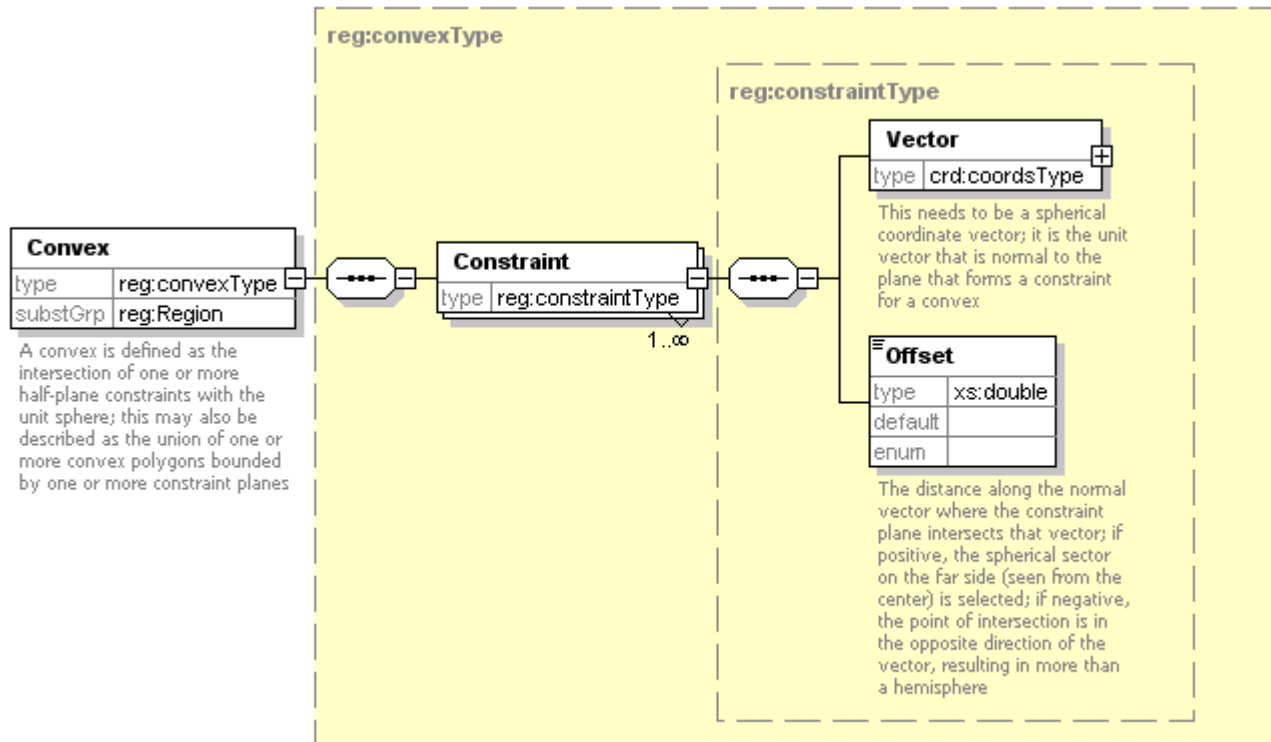 reg:convexType
reg:constraintType
Vector
type crd:coordsType
This needs to be a spherical
coordinate vector; it is the unit
vector that is normal to the
plane that forms a constraint
for a convex
Convex
type reg:convexType
substGrp reg:Region
A convex is defined as the
intersection of one or more
half-plane constraints with the
unit sphere; this may also be
described as the union of one or
more convex polygons bounded
by one or more constraint planes
Constraint
type reg:constraintType
1..∞
Offset
type xs:double
default
enum
The distance along the normal
vector where the constraint
plane intersects that vector; if
positive, the spherical sector
on the far side (seen from the
center) is selected; if negative,
the point of intersection is in
the opposite direction of the
vector, resulting in more than
a hemisphere